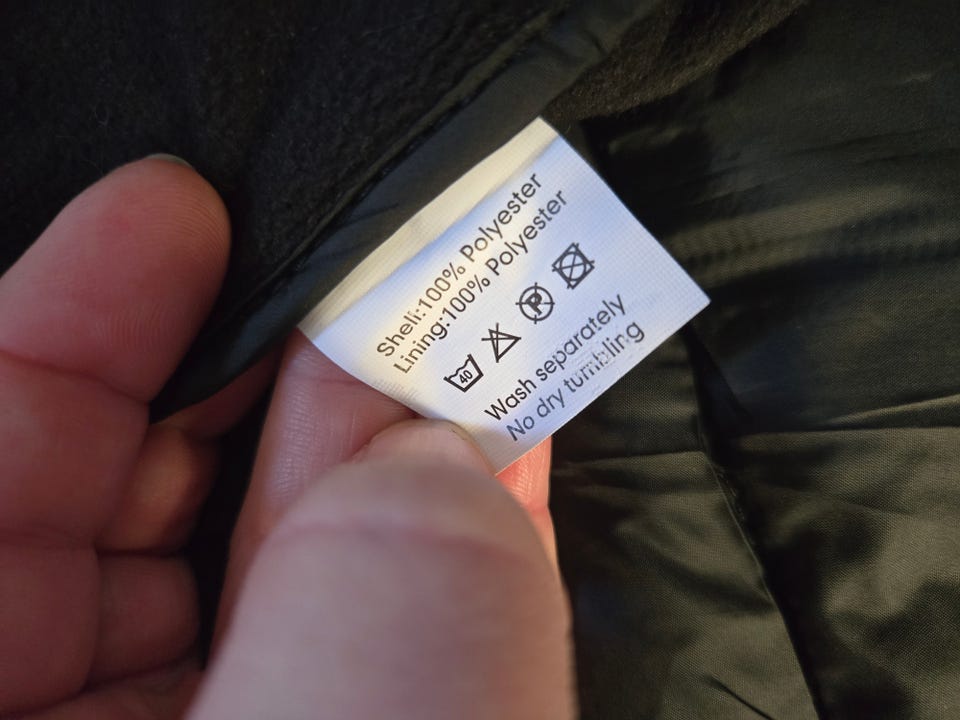 Shell:100% Polyester
Lining:100% Polyester
40 P
Wash separately
No dry tumbling